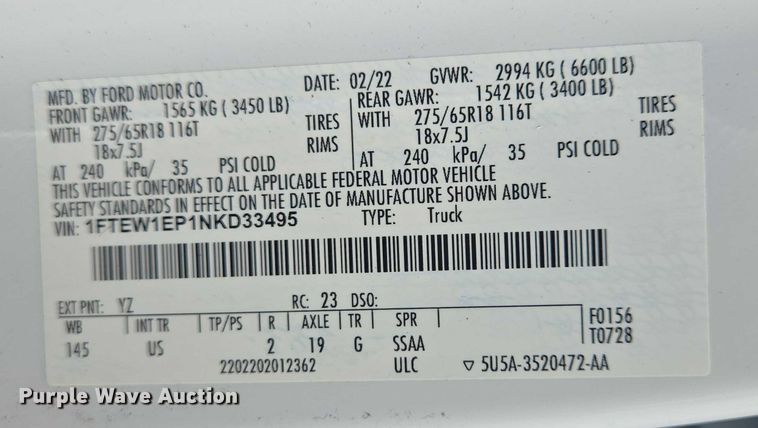 MFD. BY FORD MOTOR CO. DATE: 02/22 GVWR: 2994 KG ( 6600 LB)
FRONT GAWR: 1565 KG ( 3450 LB) REAR GAWR: 1542 KG ( 3400 LB)
WITH 275/65R18 116T TIRES WITH 275/65R18 116T TIRES
18x7.5J RIMS 18x7.5J RIMS
AT 240 kPa/ 35 PSI COLD AT 240 kPa/ 35 PSI COLD
THIS VEHICLE CONFORMS TO ALL APPLICABLE FEDERAL MOTOR VEHICLE
SAFETY STANDARDS IN EFFECT ON THE DATE OF MANUFACTURE SHOWN ABOVE.
VIN: 1FTEW1EP1NKD33495 TYPE: Truck
EXT PNT: YZ RC: 23 DSO:
WB INT TR TP/PS R AXLE TR SPR F0156
145 US 2 19 G SSAA T0728
2202202012362 ULC ▽ 5U5A-3520472-AA
Purple Wave Auction